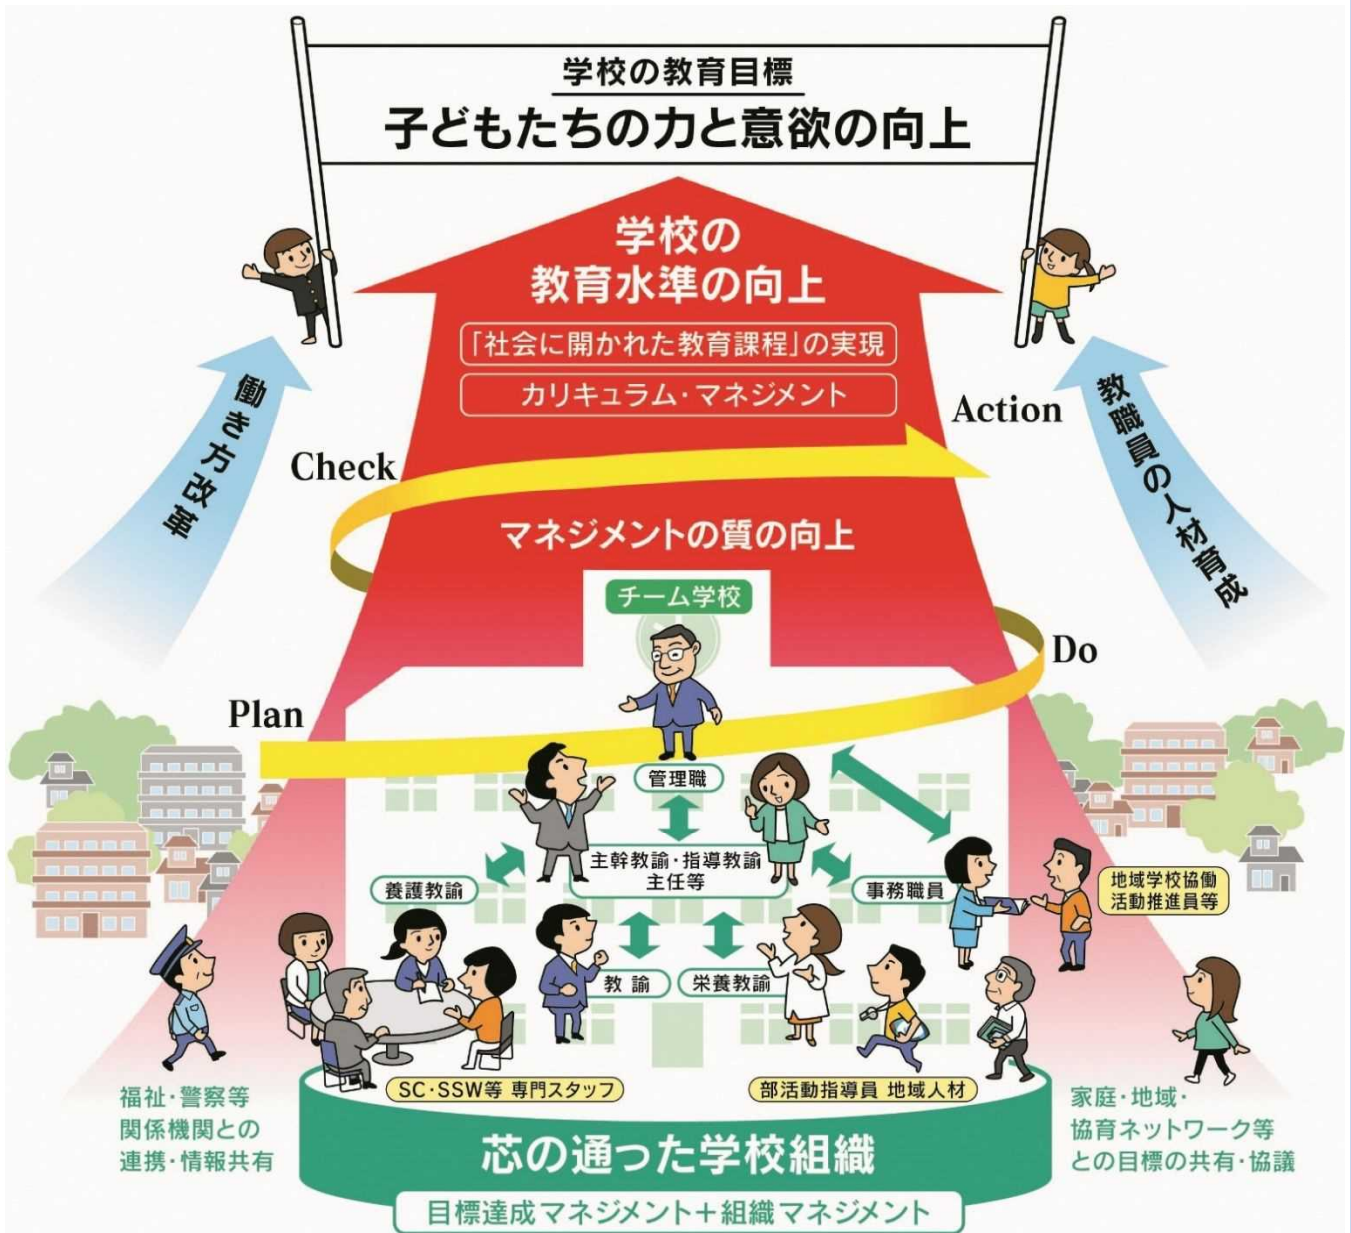 学校の教育目標
子どもたちの力と意欲の向上
学校の
教育水準の向上
「社会に開かれた教育課程」の実現
カリキュラム・マネジメント
働き方改革
教職員の人材育成
Action
Check
マネジメントの質の向上
チーム学校
Do
Plan
管理職
主幹教諭・指導教諭
主任等
養護教諭
事務職員
地域学校協働
活動推進員等
教諭
栄養教諭
SC・SSW等 専門スタッフ
部活動指導員 地域人材
福祉・警察等
関係機関との
連携・情報共有
家庭・地域・
協育ネットワーク等
との目標の共有・協議
芯の通った学校組織
目標達成マネジメント＋組織マネジメント